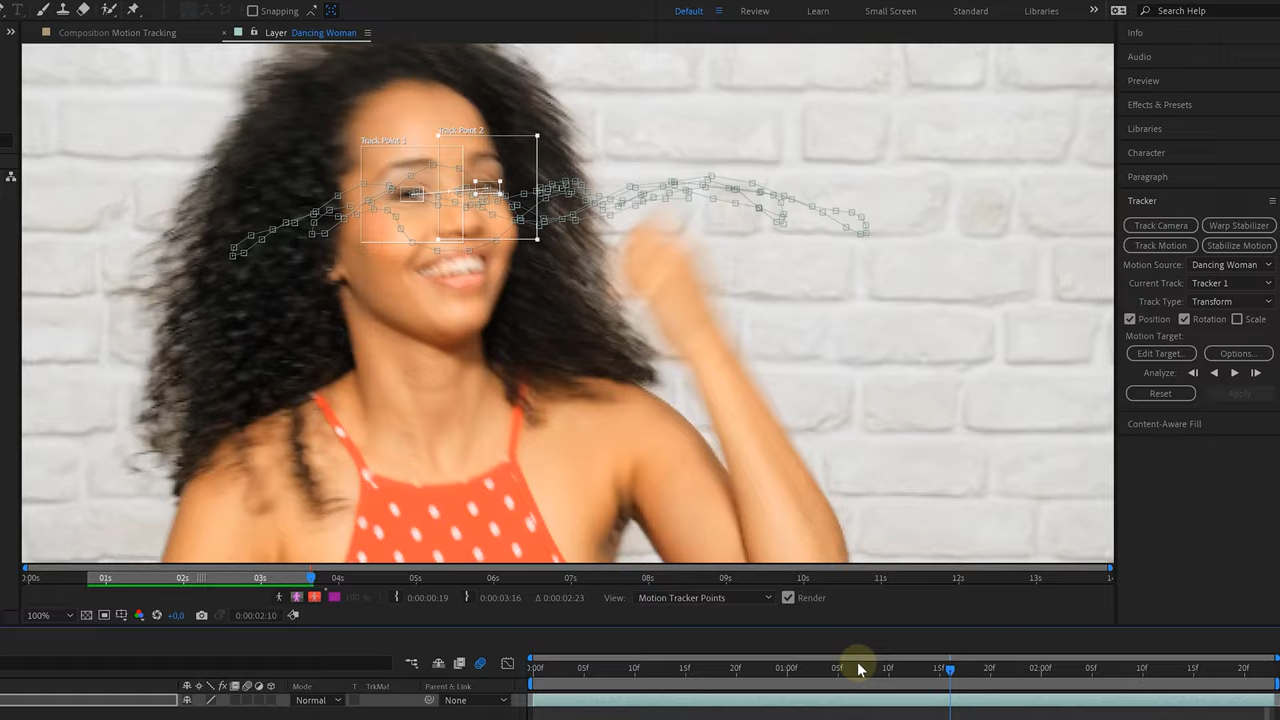 Snapping
Default
Review
Learn
Small Screen
Standard
Libraries
Search Help
Composition Motion Tracking
Layer Dancing Woman
Info
Audio
Preview
Effects & Presets
Libraries
Character
Paragraph
Tracker
Track Camera
Warp Stabilizer
Track Motion
Stabilize Motion
Motion Source: Dancing Woman
Current Track: Tracker 1
Track Type: Transform
Position
Rotation
Scale
Motion Target:
Edit Target...
Options...
Analyze:
Reset
Apply
Content-Aware Fill
Track Point 1
Track Point 2
0:00s 01s 02s 03s 04s 05s 06s 07s 08s 09s 10s 11s 12s 13s 14
100 %
0:00:00:19
0:00:03:16
Δ 0:00:02:23
View: Motion Tracker Points
Render
100%
+0,0
0:00:02:10
0:00f 05f 10f 15f 20f 01:00f 05f 10f 15f 20f 02:00f 05f 10f 15f 20f
Mode
T TrkMat
Parent & Link
Normal
None